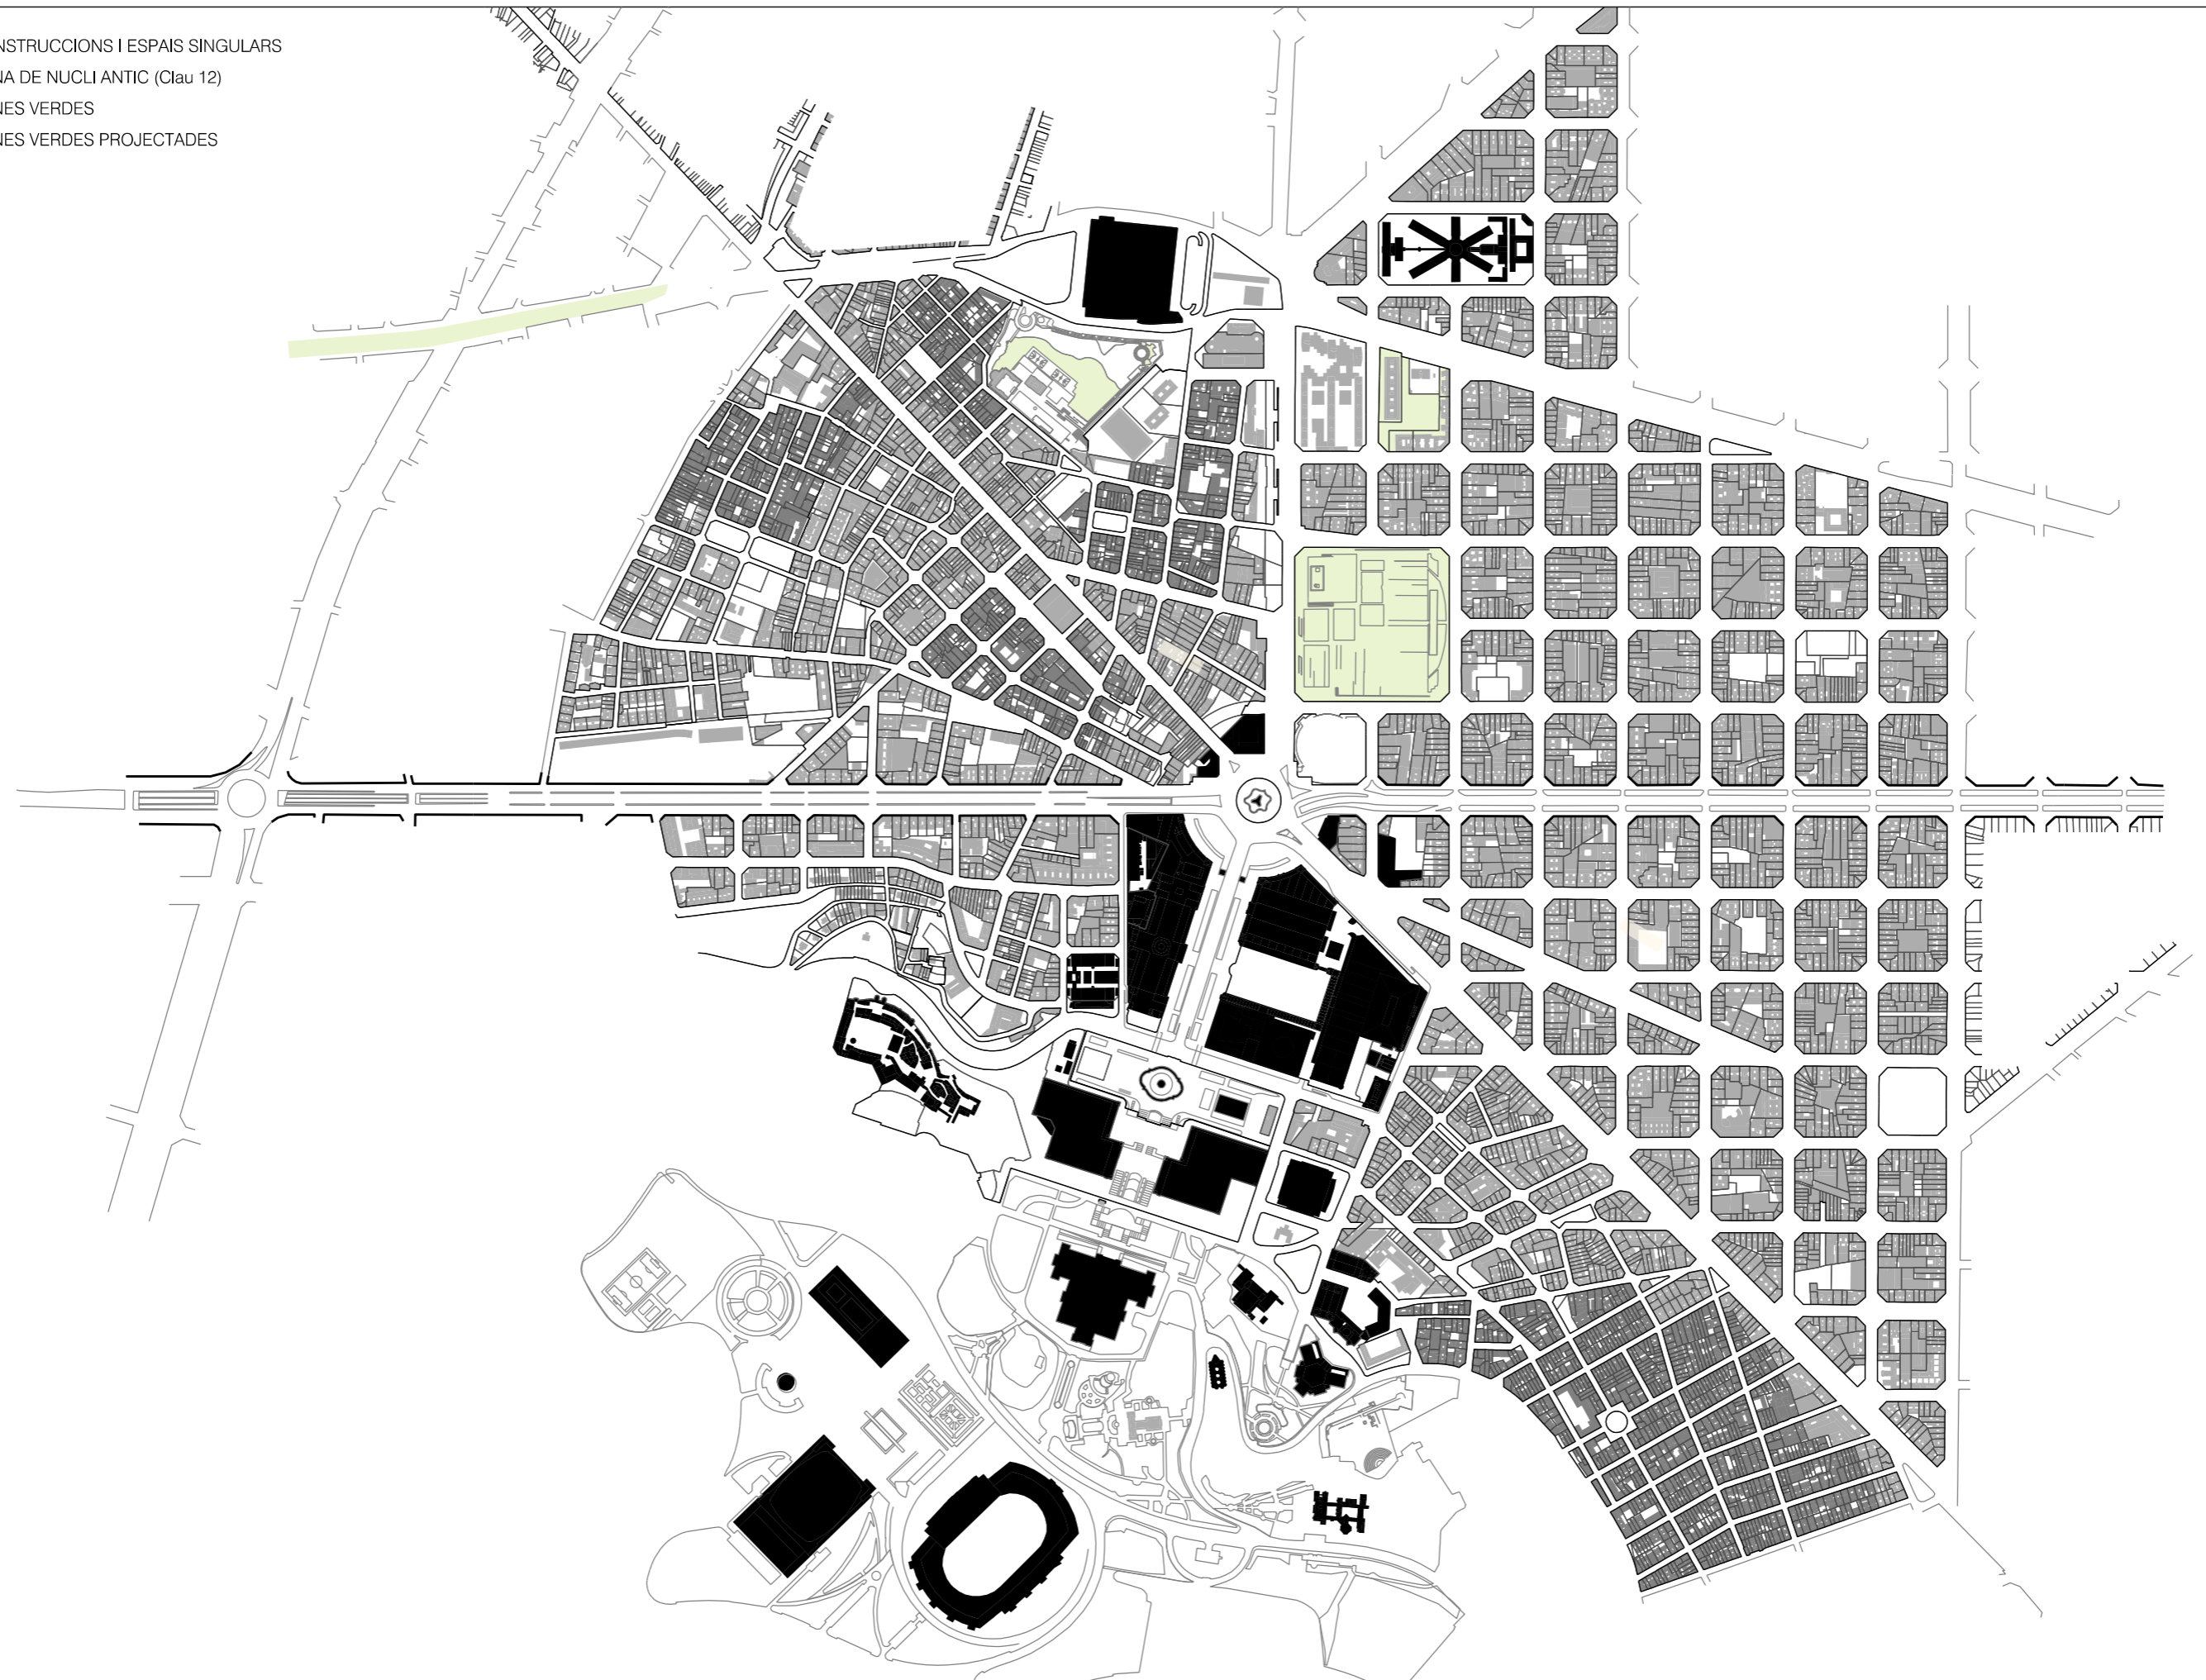 NSTRUCCIONS I ESPAIS SINGULARS
NA DE NUCLI ANTIC (Clau 12)
NES VERDES
NES VERDES PROJECTADES